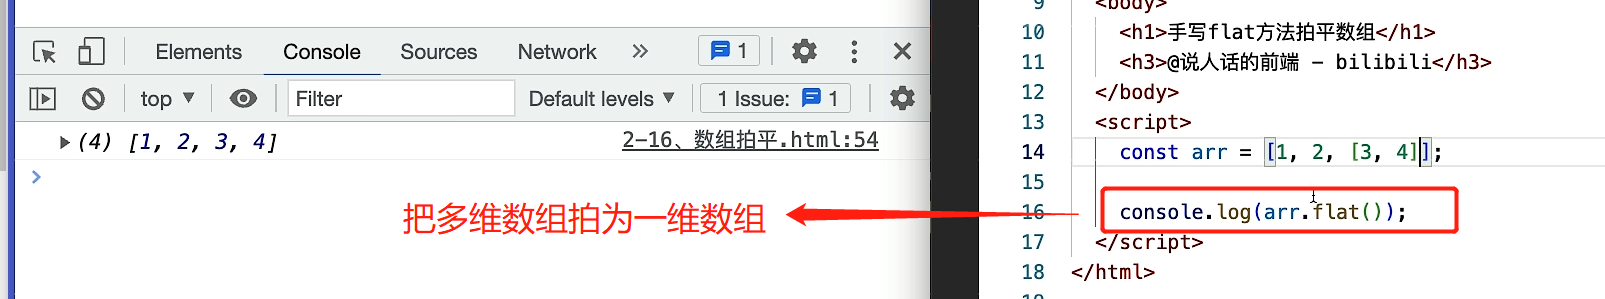 Elements Console Sources Network 1
top Filter Default levels 1 Issue: 1
(4) [1, 2, 3, 4] 2-16、数组拍平.html:54
把多维数组拍为一维数组
9 <body>
10 <h1>手写flat方法拍平数组</h1>
11 <h3>@说人话的前端 - bilibili</h3>
12 </body>
13 <script>
14 const arr = [1, 2, [3, 4]];
15
16 console.log(arr.flat());
17 </script>
18 </html>